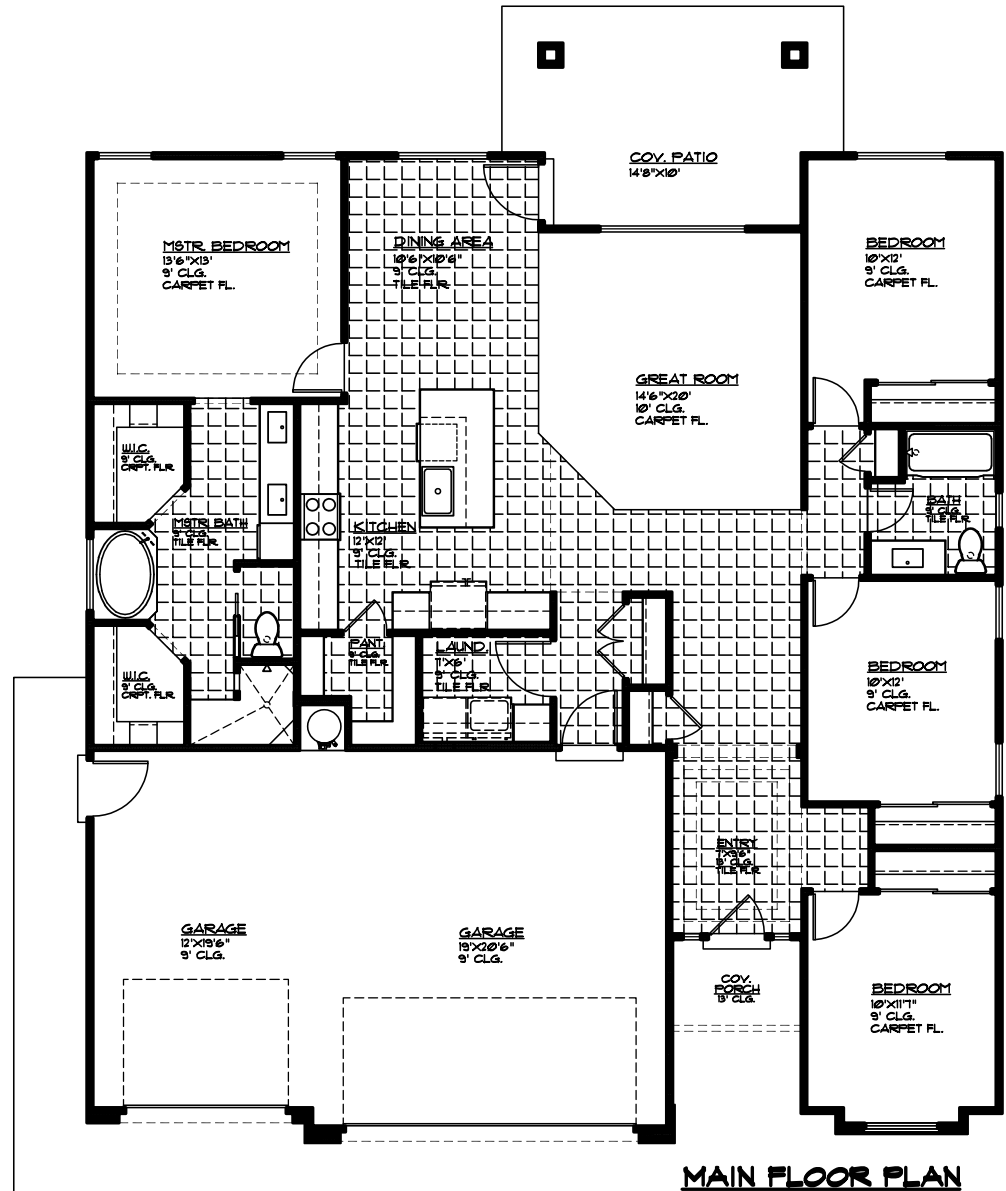 COV. PATIO
14'8"X10'
MSTR. BEDROOM
13'6"X13'
9' CLG.
CARPET FL.
DINING AREA
10'6"X10'6"
9' CLG.
TILE FLR.
BEDROOM
10'X12'
9' CLG.
CARPET FL.
GREAT ROOM
14'6"X20'
10' CLG.
CARPET FL.
W.I.C.
9' CLG.
CRPT. FLR.
MSTR. BATH
9' CLG.
TILE FLR.
KITCHEN
12'X12'
9' CLG.
TILE FLR.
BATH
9' CLG.
TILE FLR.
W.I.C.
9' CLG.
CRPT. FLR.
PANT.
9' CLG.
TILE FLR.
LAUND.
7'X6'
9' CLG.
TILE FLR.
BEDROOM
10'X12'
9' CLG.
CARPET FL.
ENTRY
7'X9'6"
13' CLG.
TILE FLR.
GARAGE
12'X19'6"
9' CLG.
GARAGE
19'X20'6"
9' CLG.
COV.
PORCH
13' CLG.
BEDROOM
10'X11'7"
9' CLG.
CARPET FL.
MAIN FLOOR PLAN